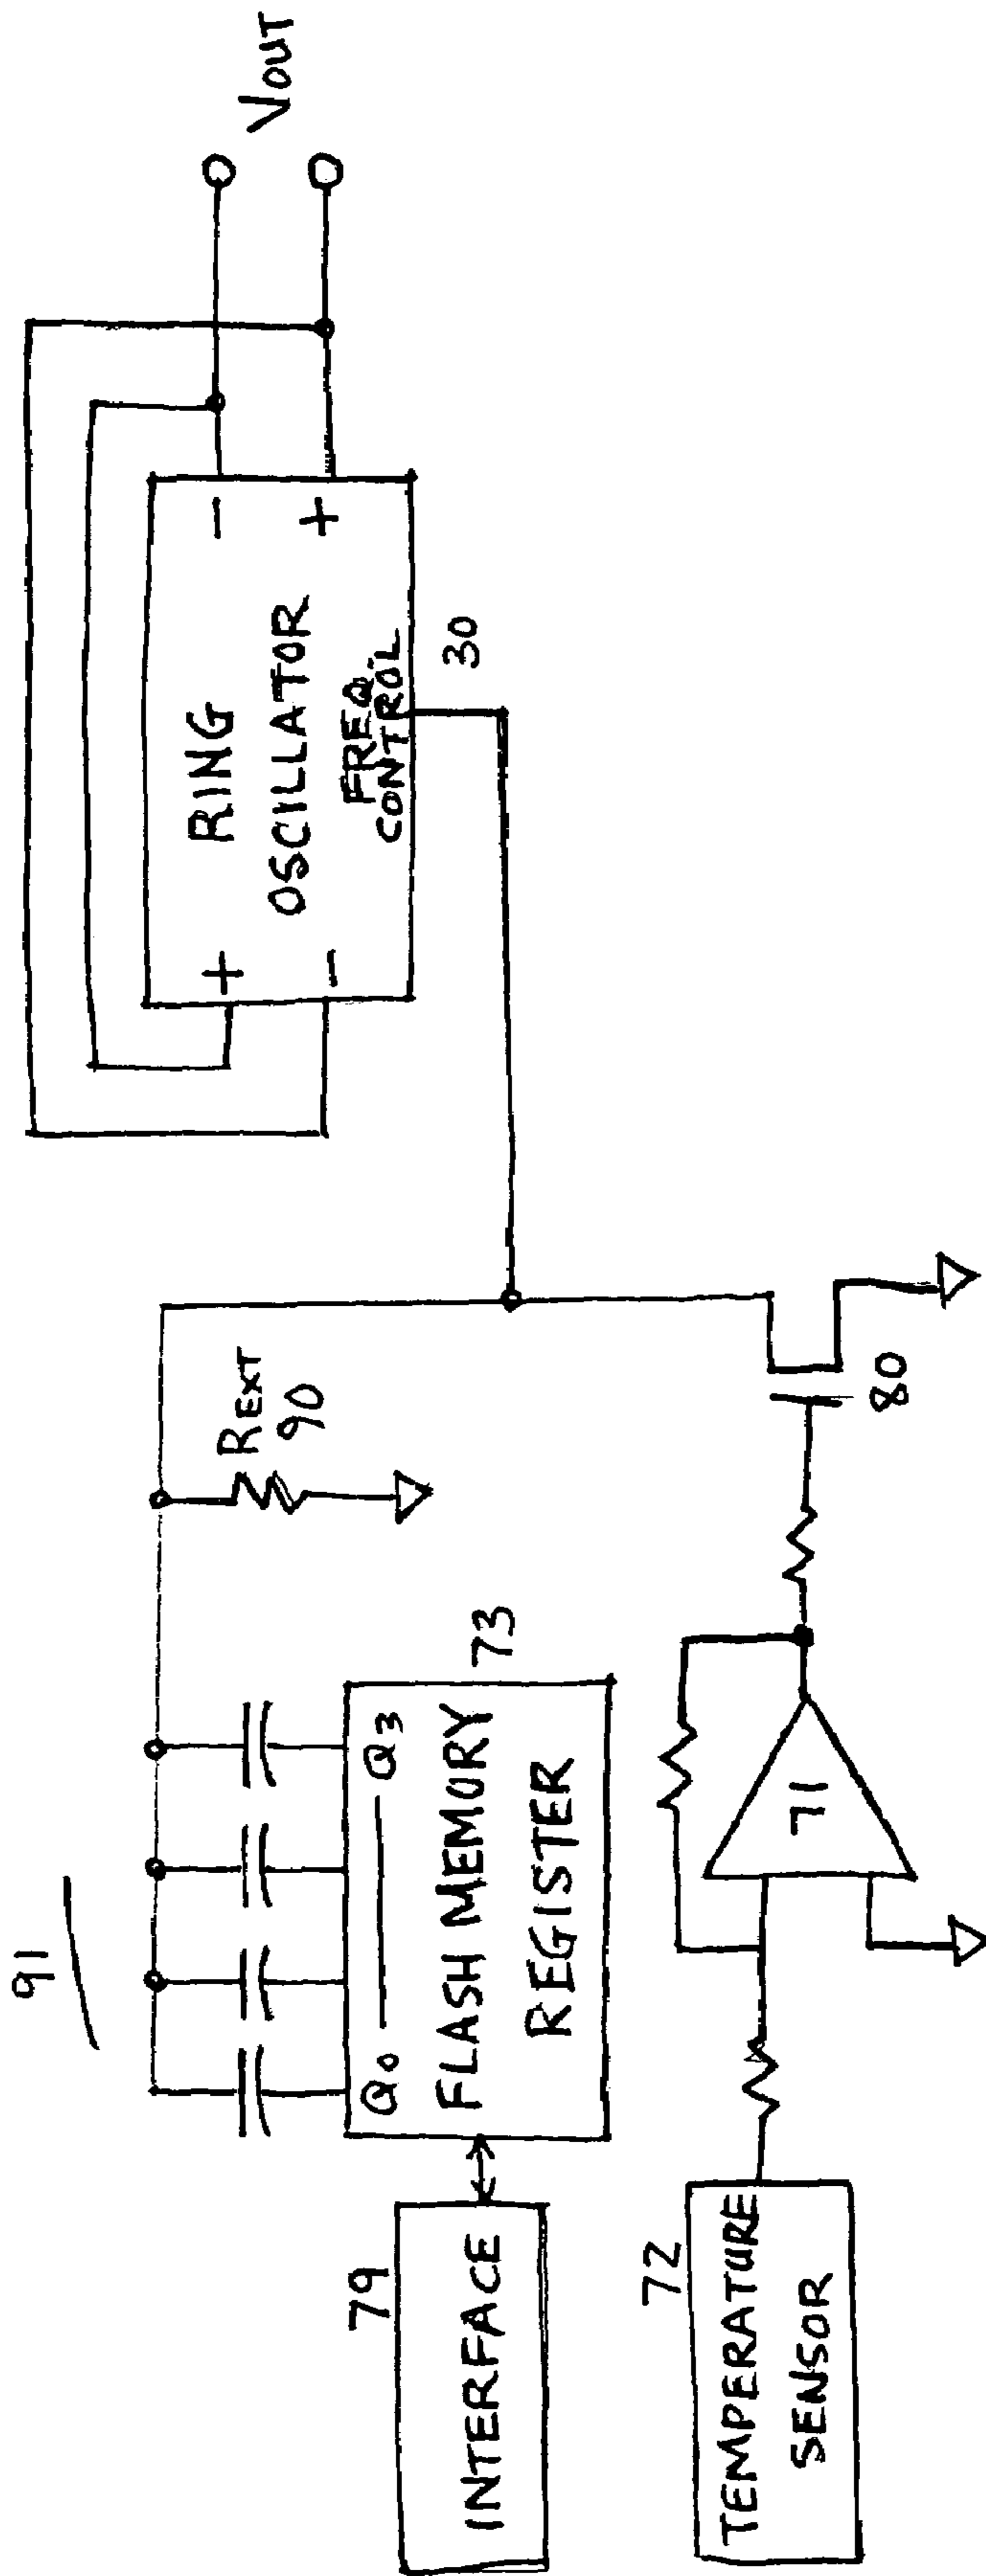 91
79
INTERFACE
Q0 Q3
FLASH MEMORY
REGISTER
73
REXT
90
72
TEMPERATURE
SENSOR
71
80
+ −
RING
OSCILLATOR
FREQ.
CONTROL
− +
30
VOUT